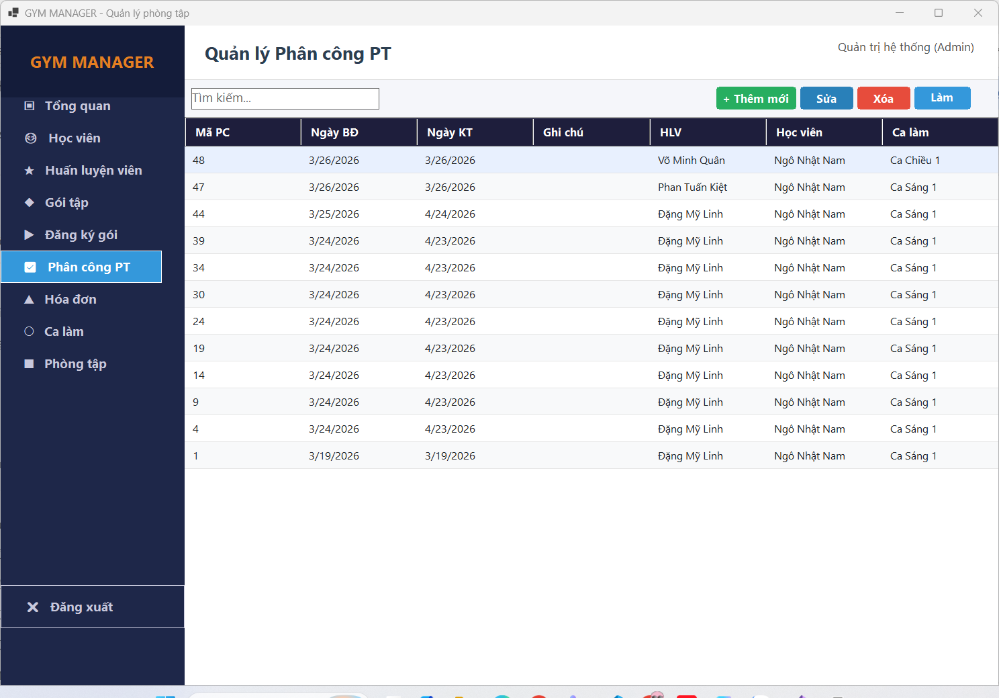 GYM MANAGER - Quản lý phòng tập
GYM MANAGER
Tổng quan
Học viên
Huấn luyện viên
Gói tập
Đăng ký gói
Phân công PT
Hóa đơn
Ca làm
Phòng tập
Đăng xuất
Quản lý Phân công PT
Quản trị hệ thống (Admin)
Tìm kiếm...
+ Thêm mới Sửa Xóa Làm
Mã PC Ngày BĐ Ngày KT Ghi chú HLV Học viên Ca làm
48 3/26/2026 3/26/2026 Võ Minh Quân Ngô Nhật Nam Ca Chiều 1
47 3/26/2026 3/26/2026 Phan Tuấn Kiệt Ngô Nhật Nam Ca Sáng 1
44 3/25/2026 4/24/2026 Đặng Mỹ Linh Ngô Nhật Nam Ca Sáng 1
39 3/24/2026 4/23/2026 Đặng Mỹ Linh Ngô Nhật Nam Ca Sáng 1
34 3/24/2026 4/23/2026 Đặng Mỹ Linh Ngô Nhật Nam Ca Sáng 1
30 3/24/2026 4/23/2026 Đặng Mỹ Linh Ngô Nhật Nam Ca Sáng 1
24 3/24/2026 4/23/2026 Đặng Mỹ Linh Ngô Nhật Nam Ca Sáng 1
19 3/24/2026 4/23/2026 Đặng Mỹ Linh Ngô Nhật Nam Ca Sáng 1
14 3/24/2026 4/23/2026 Đặng Mỹ Linh Ngô Nhật Nam Ca Sáng 1
9 3/24/2026 4/23/2026 Đặng Mỹ Linh Ngô Nhật Nam Ca Sáng 1
4 3/24/2026 4/23/2026 Đặng Mỹ Linh Ngô Nhật Nam Ca Sáng 1
1 3/19/2026 3/19/2026 Đặng Mỹ Linh Ngô Nhật Nam Ca Sáng 1